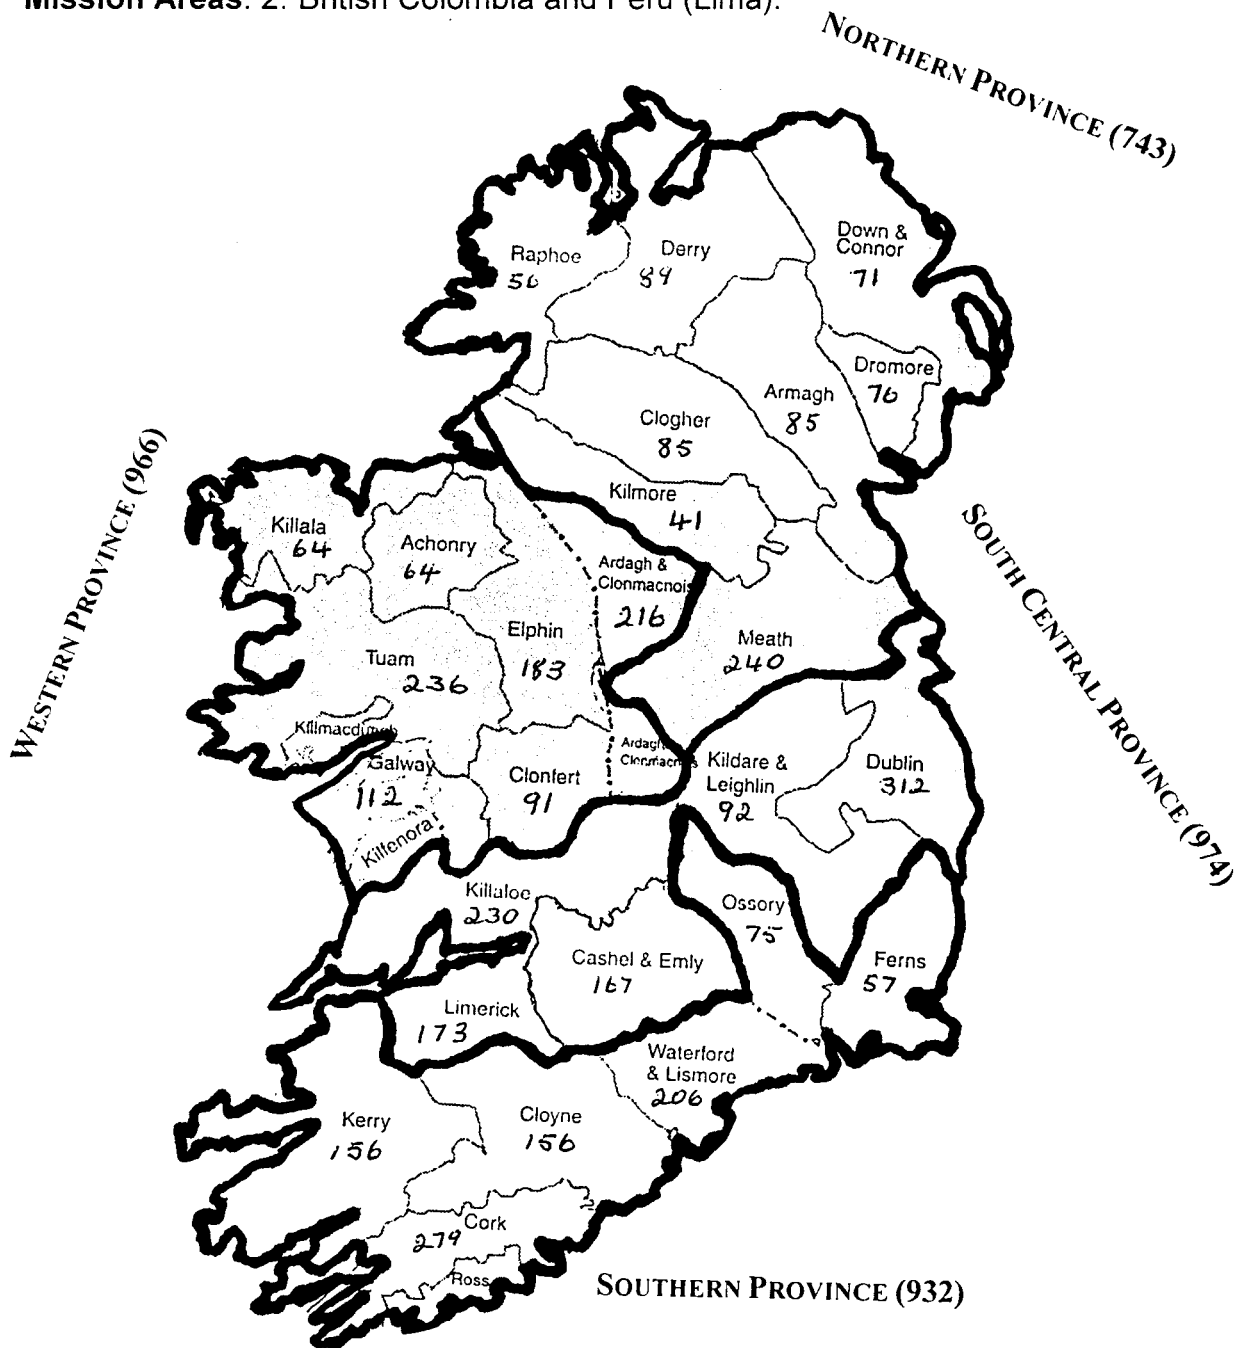 Mission Areas: 2: British Colombia and Peru (Lima).
NORTHERN PROVINCE (743)
Down &
Connor
71
Raphoe
56
Derry
89
Dromore
76
Armagh
85
Clogher
85
Kilmore
41
WESTERN PROVINCE (966)
SOUTH CENTRAL PROVINCE (974)
Killala
64
Achonry
64
Ardagh &
Clonmacnois
216
Elphin
183
Meath
240
Tuam
236
Kilmacduagh
Galway
112
Kilfenora
Clonfert
91
Ardagh
Clonmacnois
Kildare &
Leighlin
92
Dublin
312
Killaloe
230
Ossory
75
Cashel & Emly
167
Ferns
57
Limerick
173
Waterford
& Lismore
206
Kerry
156
Cloyne
156
Cork
279
Ross
SOUTHERN PROVINCE (932)